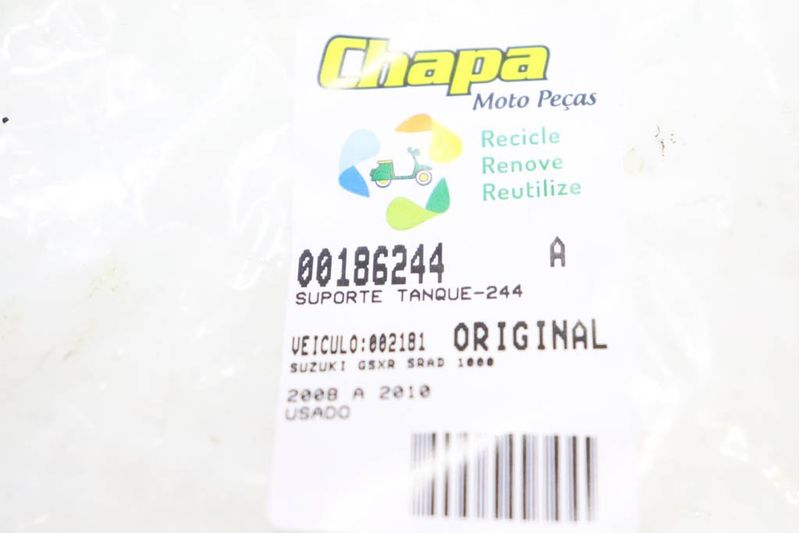 Chapa
Moto Peças
Recicle
Renove
Reutilize
00186244 A
SUPORTE TANQUE-244
VEICULO:002181 ORIGINAL
SUZUKI GSXR SRAD 1000
2008 A 2010
USADO